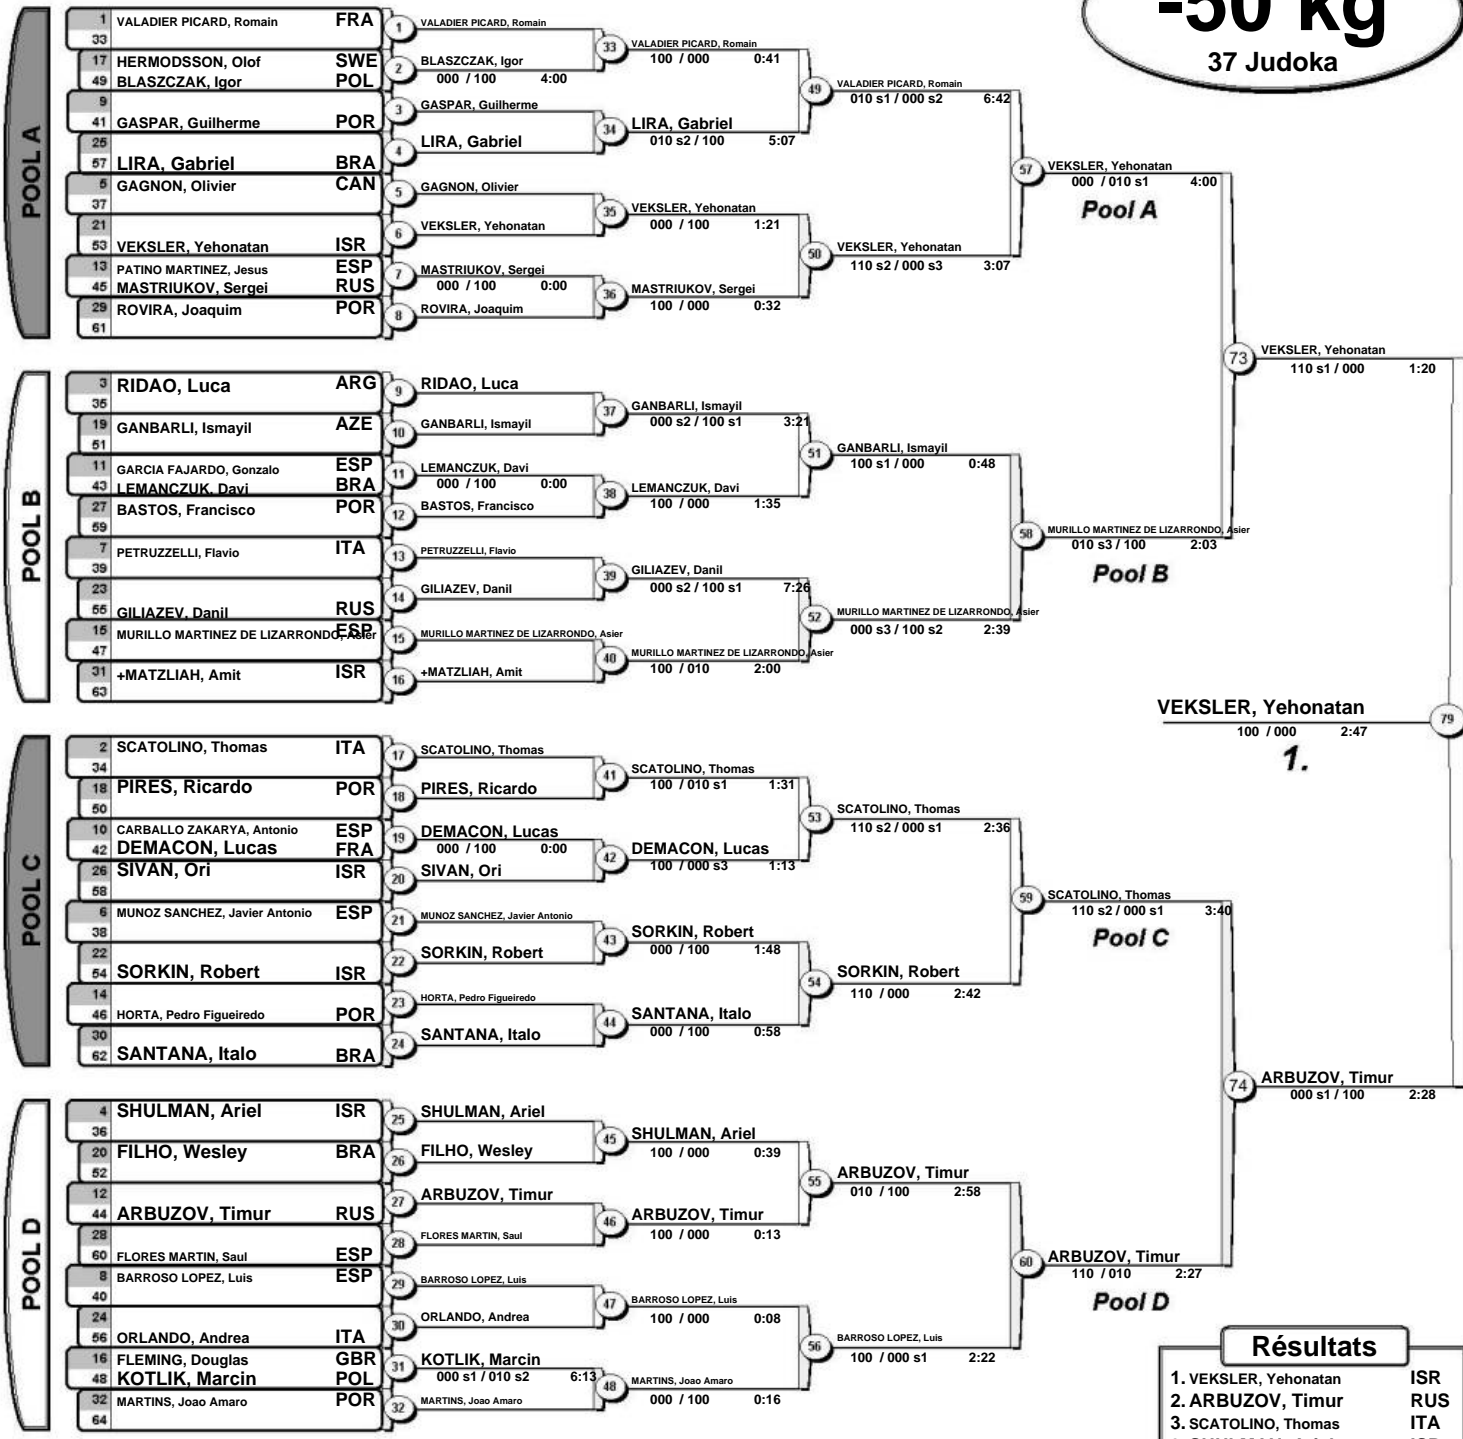 -50 kg
37 Judoka
POOL A
1 VALADIER PICARD, Romain FRA
33
17 HERMODSSON, Olof SWE
49 BLASZCZAK, Igor POL
9
41 GASPAR, Guilherme POR
25
57 LIRA, Gabriel BRA
5 GAGNON, Olivier CAN
37
21
53 VEKSLER, Yehonatan ISR
13 PATINO MARTINEZ, Jesus ESP
45 MASTRIUKOV, Sergei RUS
29 ROVIRA, Joaquim POR
61
1 VALADIER PICARD, Romain
2 BLASZCZAK, Igor
000 / 100 4:00
3 GASPAR, Guilherme
4 LIRA, Gabriel
5 GAGNON, Olivier
6 VEKSLER, Yehonatan
7 MASTRIUKOV, Sergei
000 / 100 0:00
8 ROVIRA, Joaquim
33 VALADIER PICARD, Romain
100 / 000 0:41
34 LIRA, Gabriel
010 s2 / 100 5:07
35 VEKSLER, Yehonatan
000 / 100 1:21
36 MASTRIUKOV, Sergei
100 / 000 0:32
49 VALADIER PICARD, Romain
010 s1 / 000 s2 6:42
50 VEKSLER, Yehonatan
110 s2 / 000 s3 3:07
57 VEKSLER, Yehonatan
000 / 010 s1 4:00
Pool A
POOL B
3 RIDAO, Luca ARG
35
19 GANBARLI, Ismayil AZE
51
11 GARCIA FAJARDO, Gonzalo ESP
43 LEMANCZUK, Davi BRA
27 BASTOS, Francisco POR
59
7 PETRUZZELLI, Flavio ITA
39
23
55 GILIAZEV, Danil RUS
15 MURILLO MARTINEZ DE LIZARRONDO, Asier ESP
47
31 +MATZLIAH, Amit ISR
63
9 RIDAO, Luca
10 GANBARLI, Ismayil
11 LEMANCZUK, Davi
000 / 100 0:00
12 BASTOS, Francisco
13 PETRUZZELLI, Flavio
14 GILIAZEV, Danil
15 MURILLO MARTINEZ DE LIZARRONDO, Asier
16 +MATZLIAH, Amit
37 GANBARLI, Ismayil
000 s2 / 100 s1 3:21
38 LEMANCZUK, Davi
100 / 000 1:35
39 GILIAZEV, Danil
000 s2 / 100 s1 7:26
40 MURILLO MARTINEZ DE LIZARRONDO, Asier
100 / 010 2:00
51 GANBARLI, Ismayil
100 s1 / 000 0:48
52 MURILLO MARTINEZ DE LIZARRONDO, Asier
000 s3 / 100 s2 2:39
58 MURILLO MARTINEZ DE LIZARRONDO, Asier
010 s3 / 100 2:03
Pool B
73 VEKSLER, Yehonatan
110 s1 / 000 1:20
VEKSLER, Yehonatan 79
100 / 000 2:47
1.
POOL C
2 SCATOLINO, Thomas ITA
34
18 PIRES, Ricardo POR
50
10 CARBALLO ZAKARYA, Antonio ESP
42 DEMACON, Lucas FRA
26 SIVAN, Ori ISR
58
6 MUNOZ SANCHEZ, Javier Antonio ESP
38
22
54 SORKIN, Robert ISR
14
46 HORTA, Pedro Figueiredo POR
30
62 SANTANA, Italo BRA
17 SCATOLINO, Thomas
18 PIRES, Ricardo
19 DEMACON, Lucas
000 / 100 0:00
20 SIVAN, Ori
21 MUNOZ SANCHEZ, Javier Antonio
22 SORKIN, Robert
23 HORTA, Pedro Figueiredo
24 SANTANA, Italo
41 SCATOLINO, Thomas
100 / 010 s1 1:31
42 DEMACON, Lucas
100 / 000 s3 1:13
43 SORKIN, Robert
000 / 100 1:48
44 SANTANA, Italo
000 / 100 0:58
53 SCATOLINO, Thomas
110 s2 / 000 s1 2:36
54 SORKIN, Robert
110 / 000 2:42
59 SCATOLINO, Thomas
110 s2 / 000 s1 3:40
Pool C
POOL D
4 SHULMAN, Ariel ISR
36
20 FILHO, Wesley BRA
52
12
44 ARBUZOV, Timur RUS
28
60 FLORES MARTIN, Saul ESP
8 BARROSO LOPEZ, Luis ESP
40
24
56 ORLANDO, Andrea ITA
16 FLEMING, Douglas GBR
48 KOTLIK, Marcin POL
32 MARTINS, Joao Amaro POR
64
25 SHULMAN, Ariel
26 FILHO, Wesley
27 ARBUZOV, Timur
28 FLORES MARTIN, Saul
29 BARROSO LOPEZ, Luis
30 ORLANDO, Andrea
31 KOTLIK, Marcin
000 s1 / 010 s2 6:13
32 MARTINS, Joao Amaro
45 SHULMAN, Ariel
100 / 000 0:39
46 ARBUZOV, Timur
100 / 000 0:13
47 BARROSO LOPEZ, Luis
100 / 000 0:08
48 MARTINS, Joao Amaro
000 / 100 0:16
55 ARBUZOV, Timur
010 / 100 2:58
56 BARROSO LOPEZ, Luis
100 / 000 s1 2:22
60 ARBUZOV, Timur
110 / 010 2:27
Pool D
74 ARBUZOV, Timur
000 s1 / 100 2:28
Résultats
1. VEKSLER, Yehonatan ISR
2. ARBUZOV, Timur RUS
3. SCATOLINO, Thomas ITA